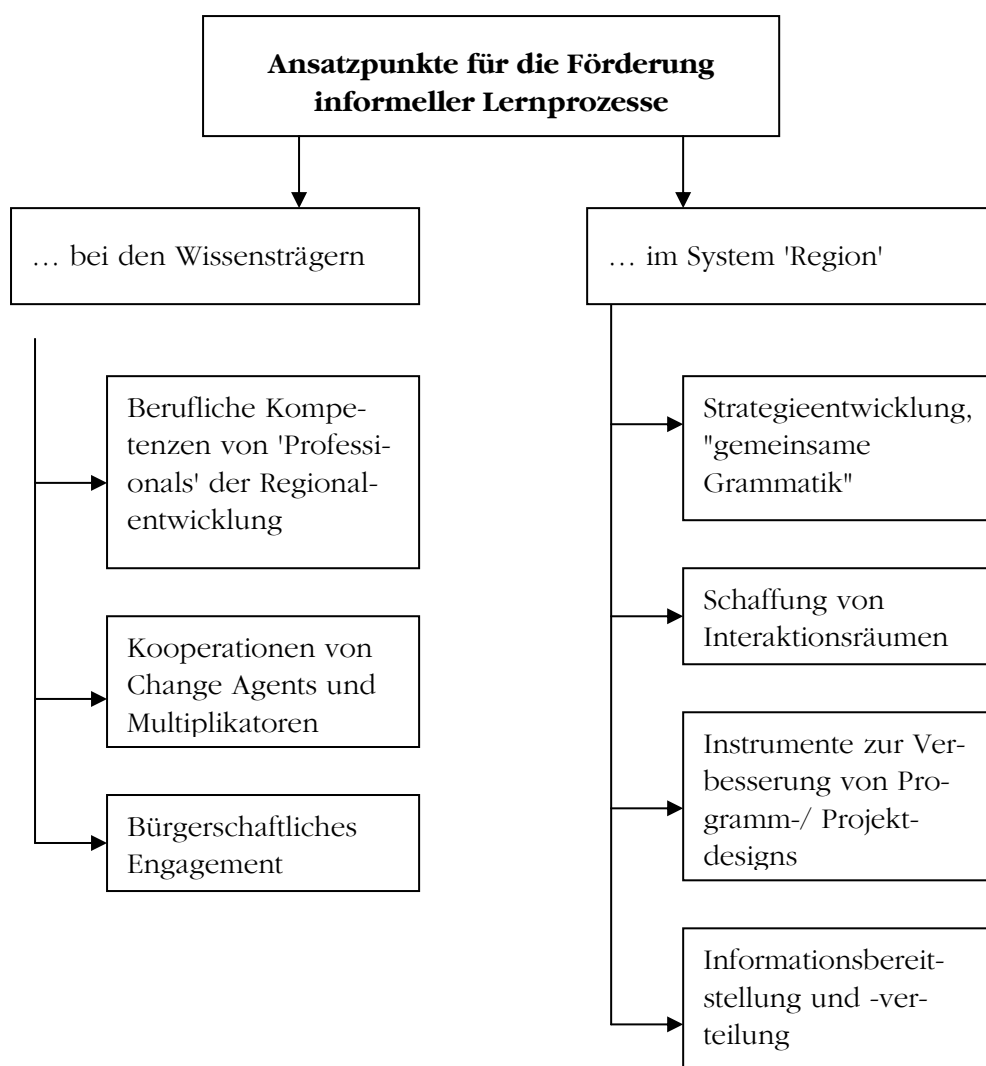 Ansatzpunkte für die Förderung
informeller Lernprozesse
… bei den Wissensträgern
Berufliche Kompe-
tenzen von 'Professi-
onals' der Regional-
entwicklung
Kooperationen von
Change Agents und
Multiplikatoren
Bürgerschaftliches
Engagement
… im System 'Region'
Strategieentwicklung,
"gemeinsame
Grammatik"
Schaffung von
Interaktionsräumen
Instrumente zur Ver-
besserung von Pro-
gramm-/ Projekt-
designs
Informationsbereit-
stellung und -ver-
teilung